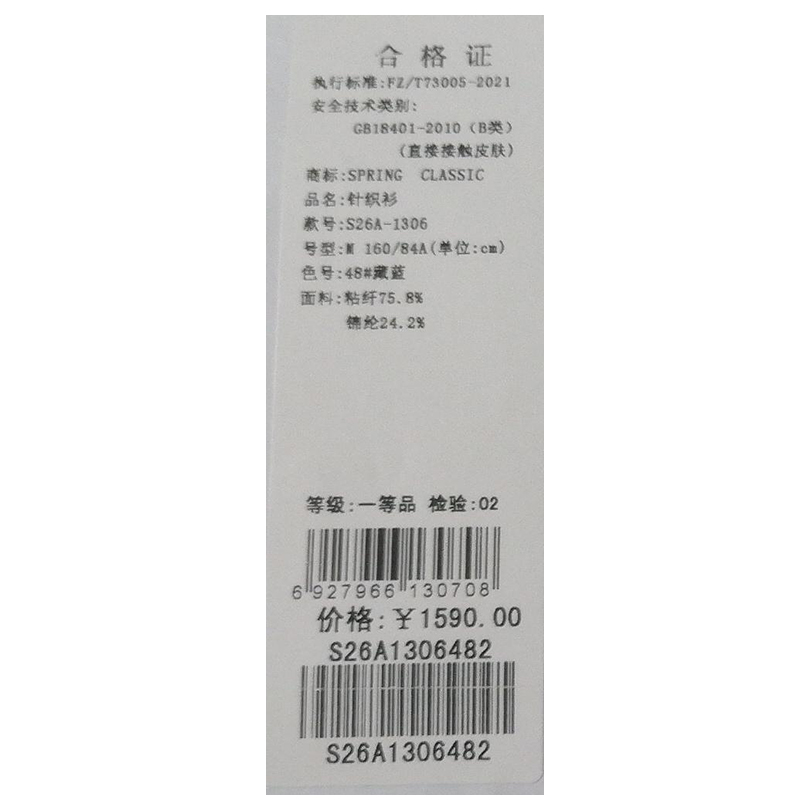 合格证
执行标准:FZ/T73005-2021
安全技术类别:
GB18401-2010（B类）
(直接接触皮肤)
商标:SPRING CLASSIC
品名:针织衫
款号:S26A-1306
号型:M 160/84A(单位:cm)
色号:48#藏蓝
面料:粘纤75.8%
锦纶24.2%
等级:一等品 检验:02
6 927966 130708
价格:￥1590.00
S26A1306482
S26A1306482